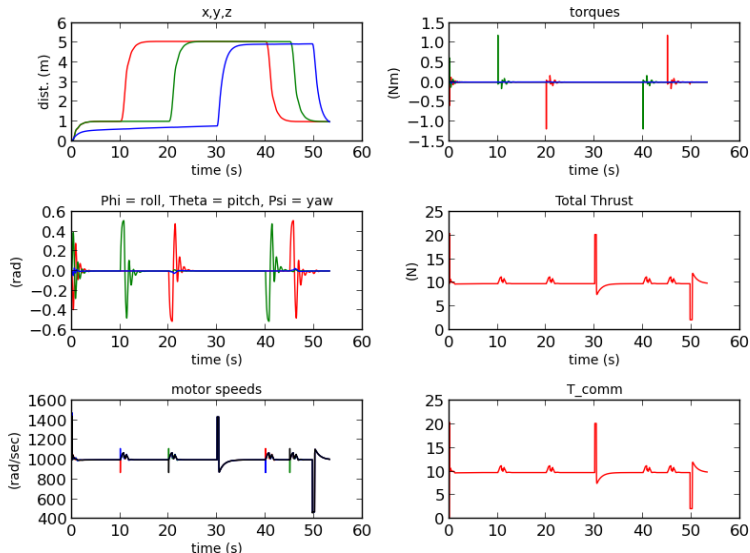 x,y,z
dist. (m)
6
5
4
3
2
1
0
0 10 20 30 40 50 60
time (s)
torques
(Nm)
1.5
1.0
0.5
0.0
−0.5
−1.0
−1.5
0 10 20 30 40 50 60
time (s)
Phi = roll, Theta = pitch, Psi = yaw
(rad)
0.6
0.4
0.2
0.0
−0.2
−0.4
−0.6
0 10 20 30 40 50 60
time (s)
Total Thrust
(N)
25
20
15
10
5
0
0 10 20 30 40 50 60
time (s)
motor speeds
(rad/sec)
1600
1400
1200
1000
800
600
400
0 10 20 30 40 50 60
time (s)
T_comm
25
20
15
10
5
0
0 10 20 30 40 50 60
time (s)